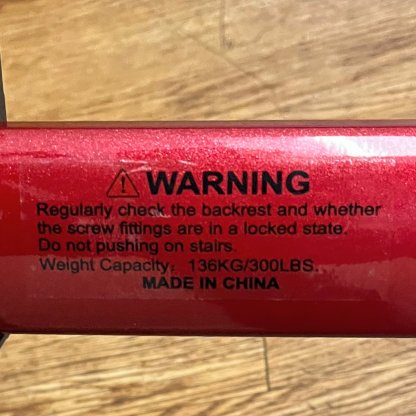 ⚠ WARNING
Regularly check the backrest and whether
the screw fittings are in a locked state.
Do not pushing on stairs.
Weight Capacity: 136KG/300LBS.
MADE IN CHINA